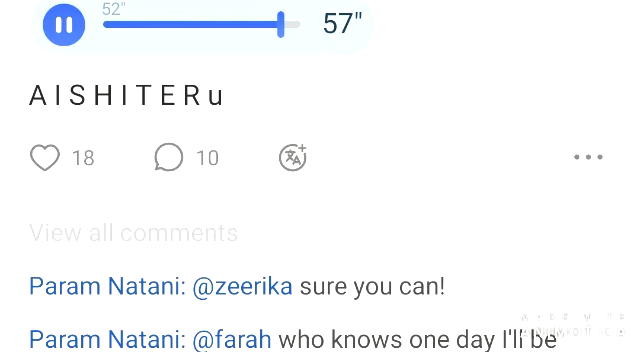 52"
57"
A I S H I T E R u
18
10
View all comments
Param Natani: @zeerika sure you can!
Param Natani: @farah who knows one day I'll be